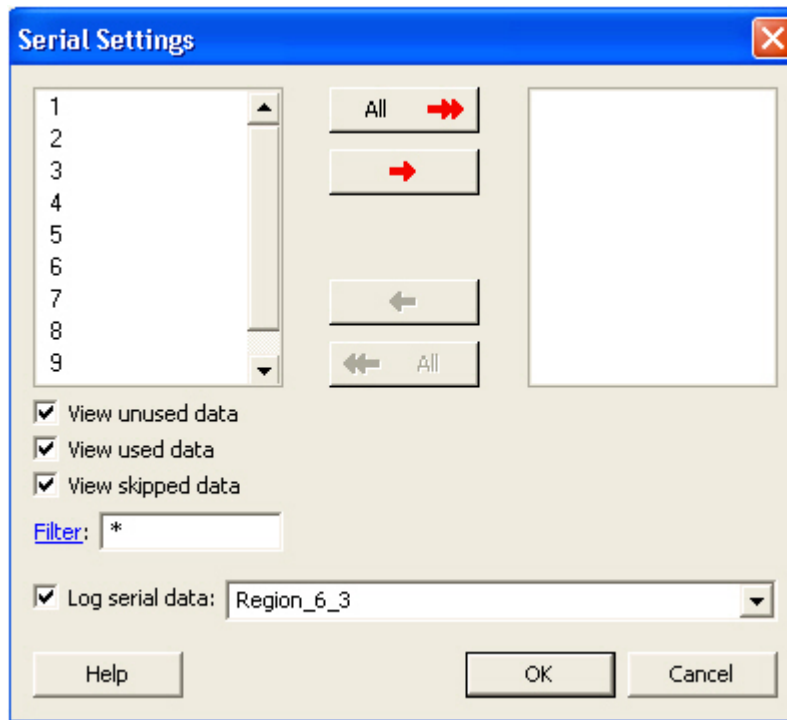 Serial Settings
1
2
3
4
5
6
7
8
9
All
All
View unused data
View used data
View skipped data
Filter: *
Log serial data: Region_6_3
Help OK Cancel